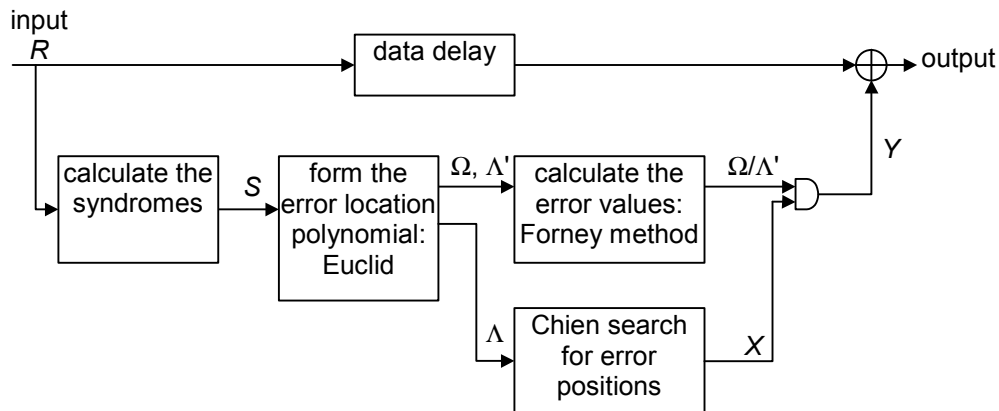 input
R
data delay
output
calculate the
syndromes
S
form the
error location
polynomial:
Euclid
Ω, Λ'
calculate the
error values:
Forney method
Ω/Λ'
Y
Λ
Chien search
for error
positions
X